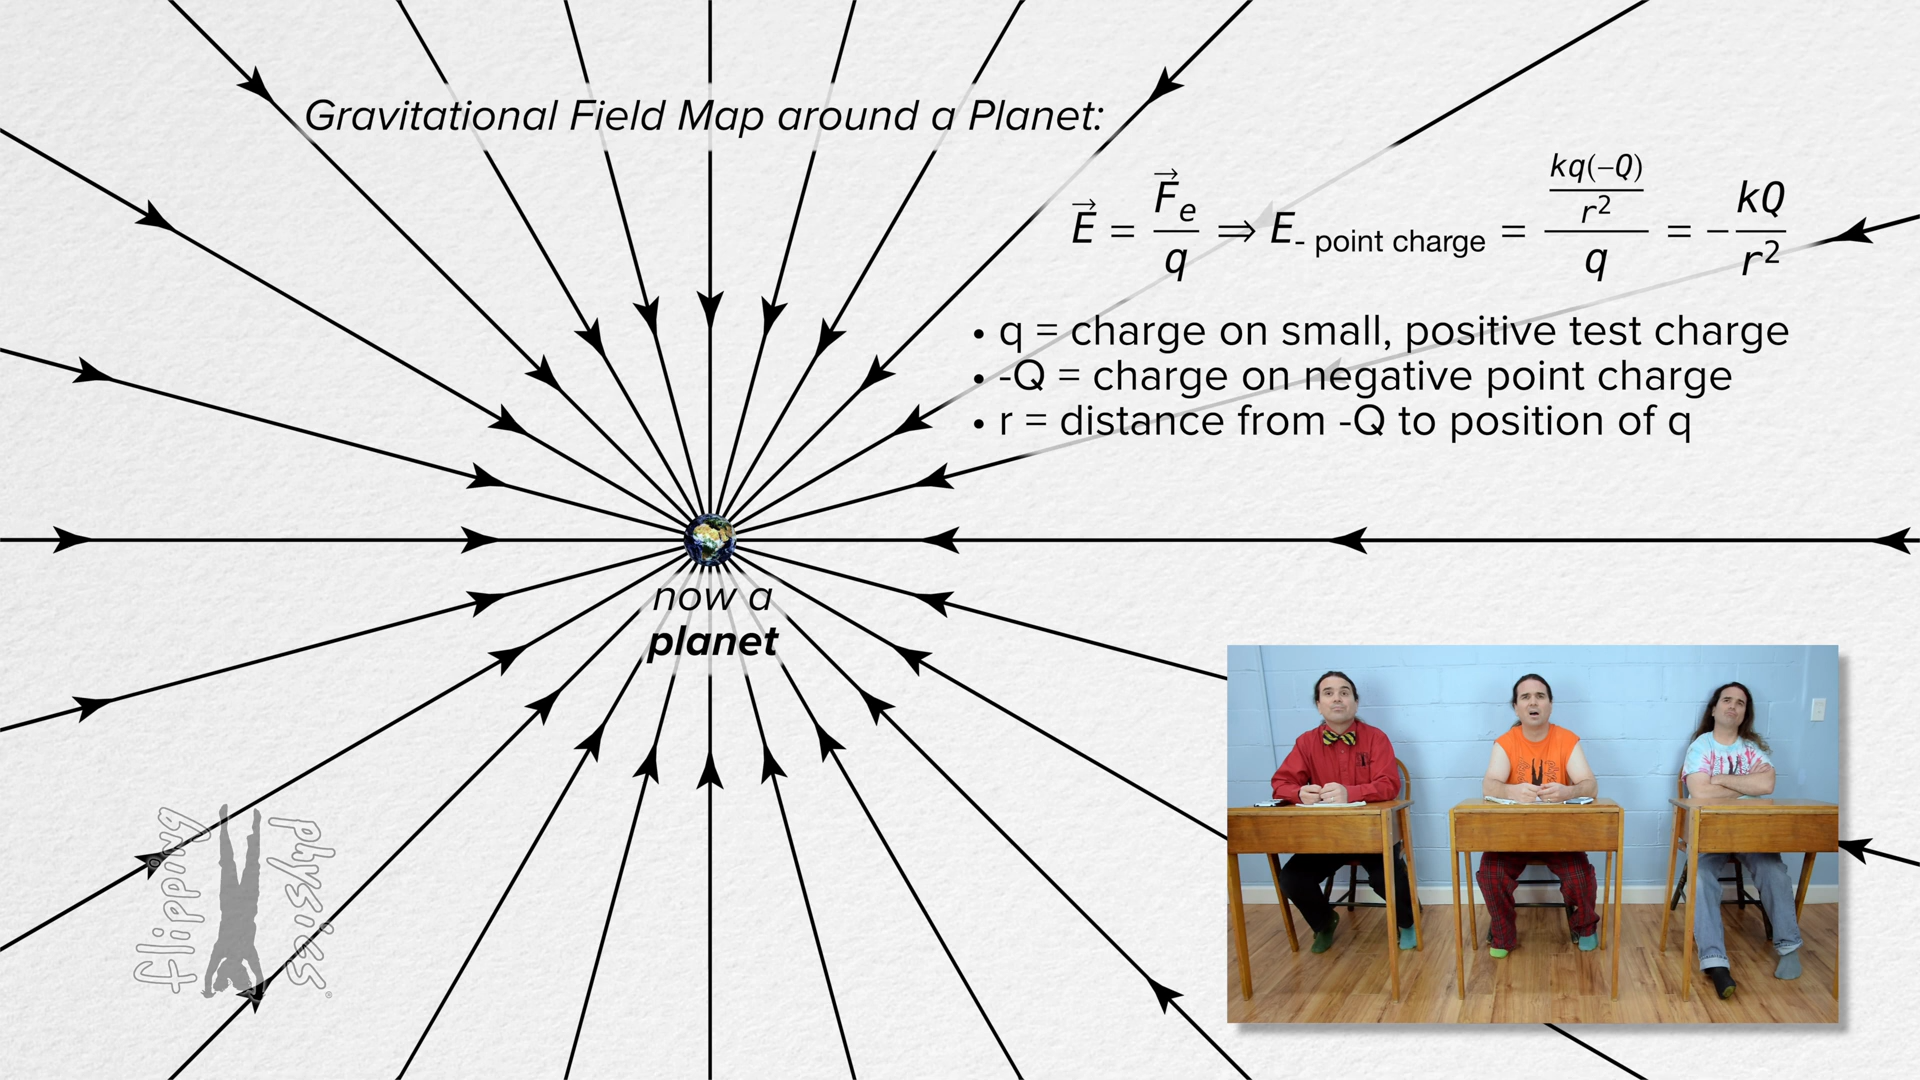 Gravitational Field Map around a Planet:
E⃗ = F⃗ₑ/q ⇒ E₋ point charge = (kq(−Q)/r²)/q = −kQ/r²
• q = charge on small, positive test charge
• -Q = charge on negative point charge
• r = distance from -Q to position of q
now a
planet
flipping
physics
®